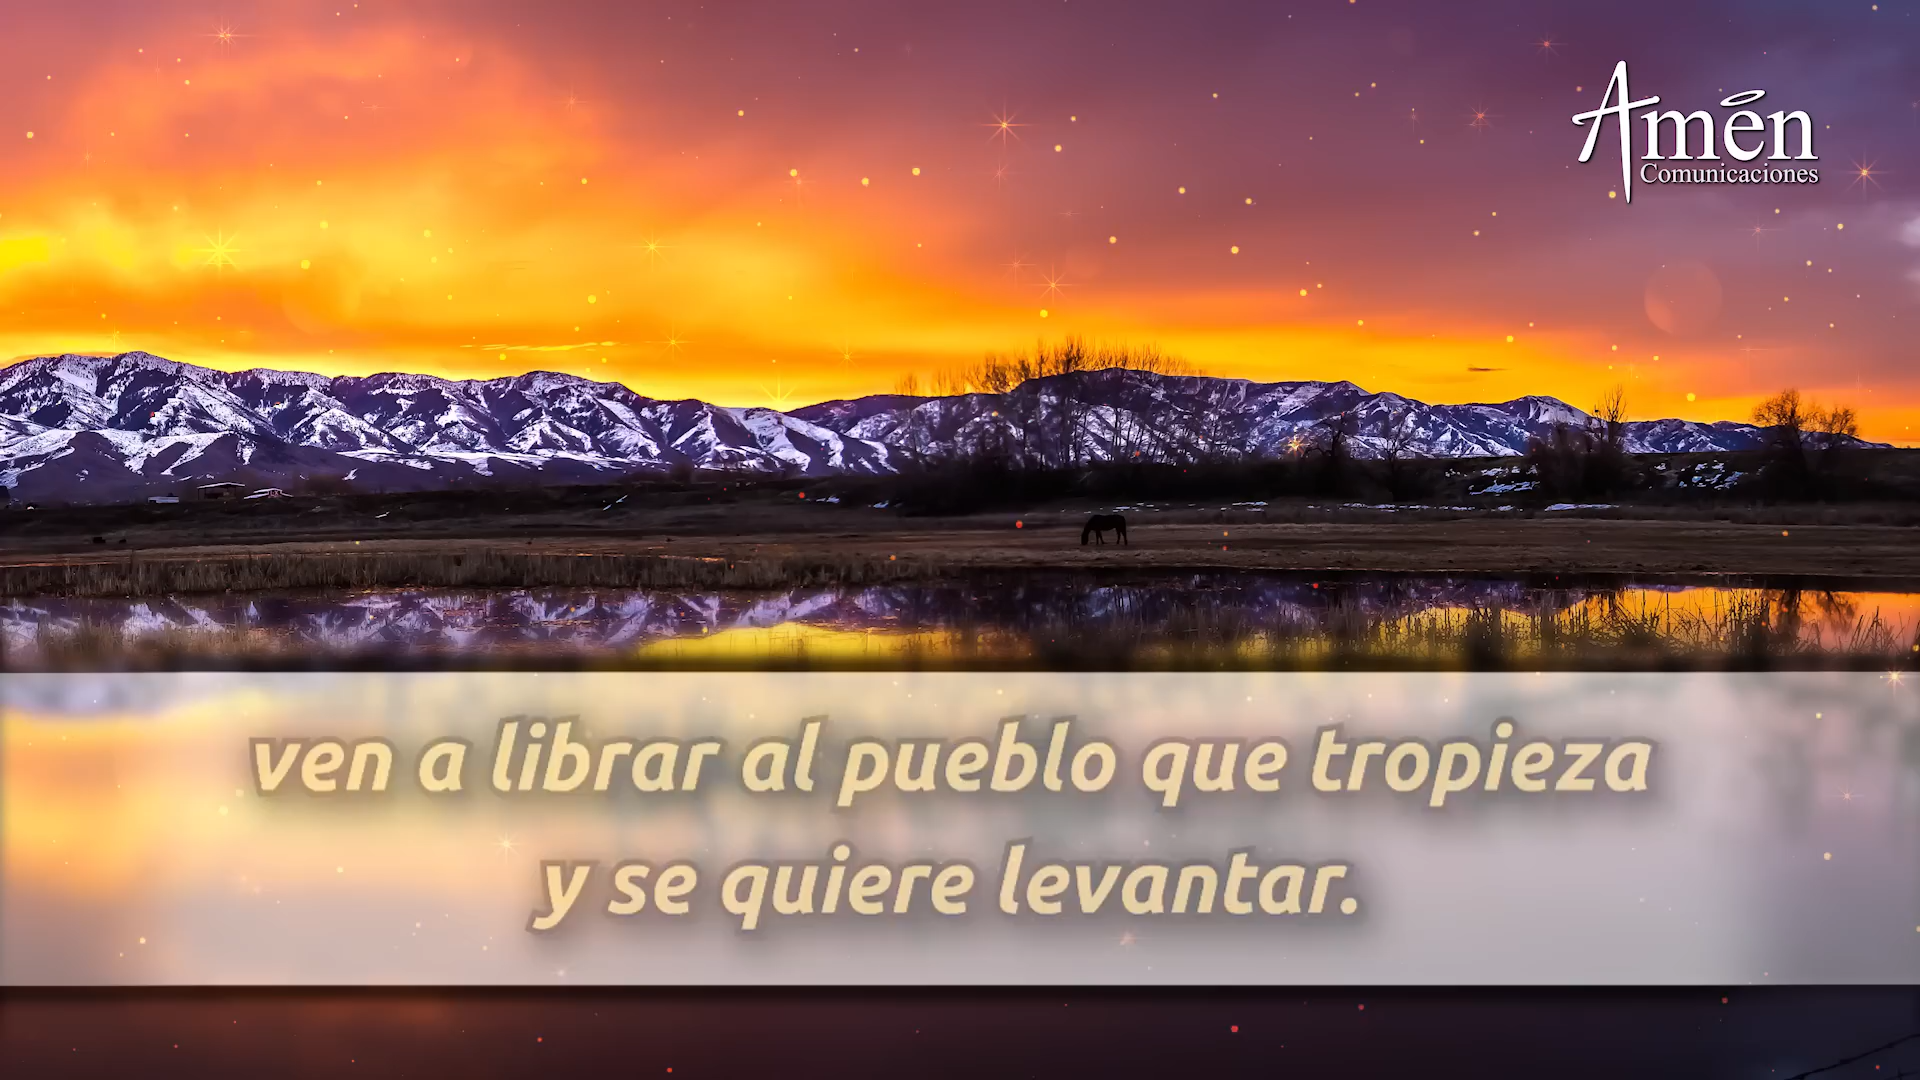 Amén
Comunicaciones
ven a librar al pueblo que tropieza
y se quiere levantar.